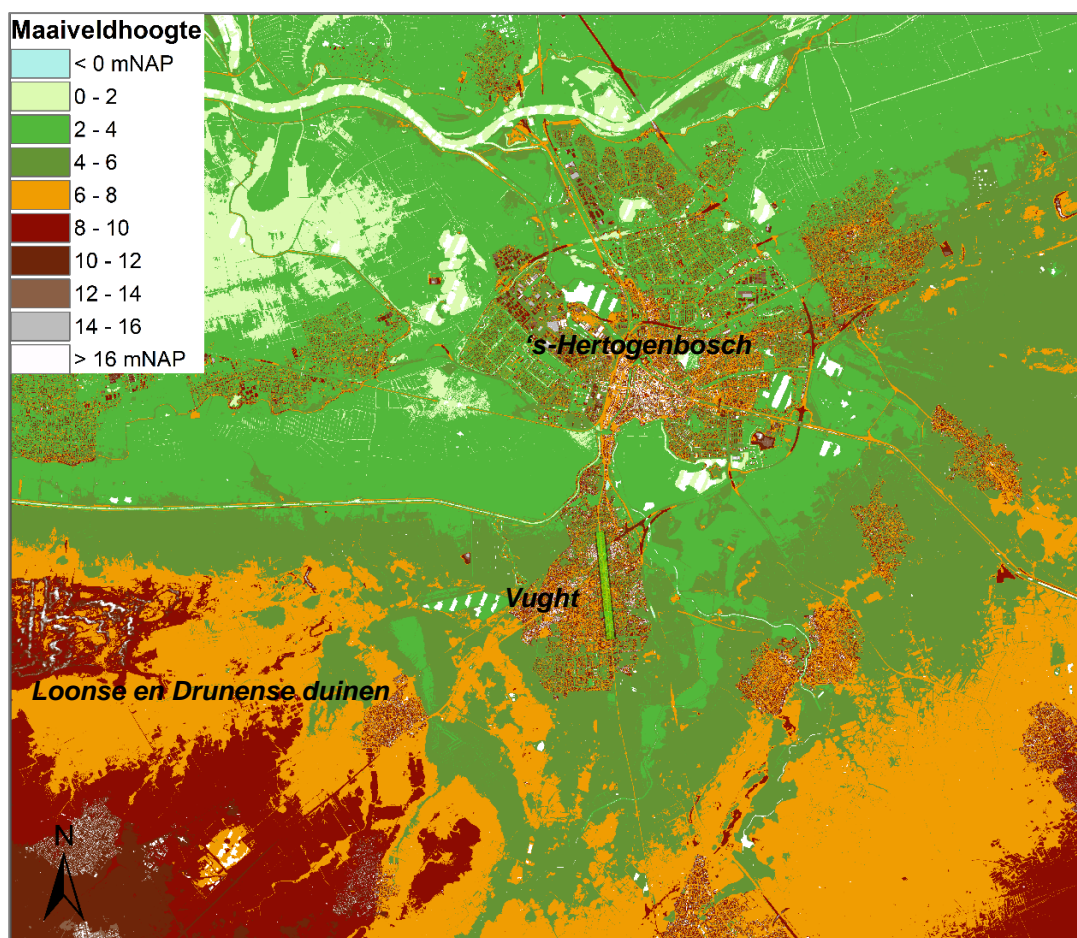 Maaiveldhoogte
< 0 mNAP
0 - 2
2 - 4
4 - 6
6 - 8
8 - 10
10 - 12
12 - 14
14 - 16
> 16 mNAP
‘s-Hertogenbosch
Vught
Loonse en Drunense duinen
N